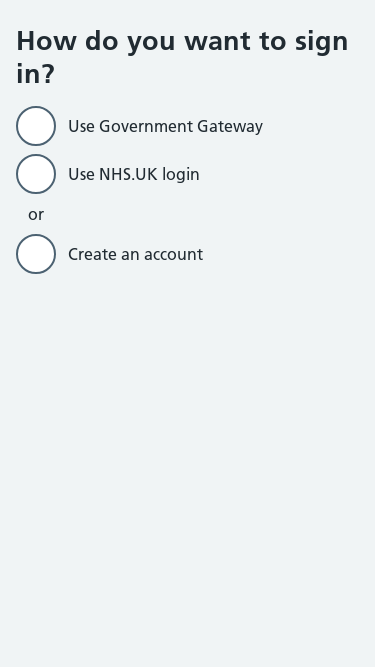 How do you want to sign
in?
Use Government Gateway
Use NHS.UK login
or
Create an account